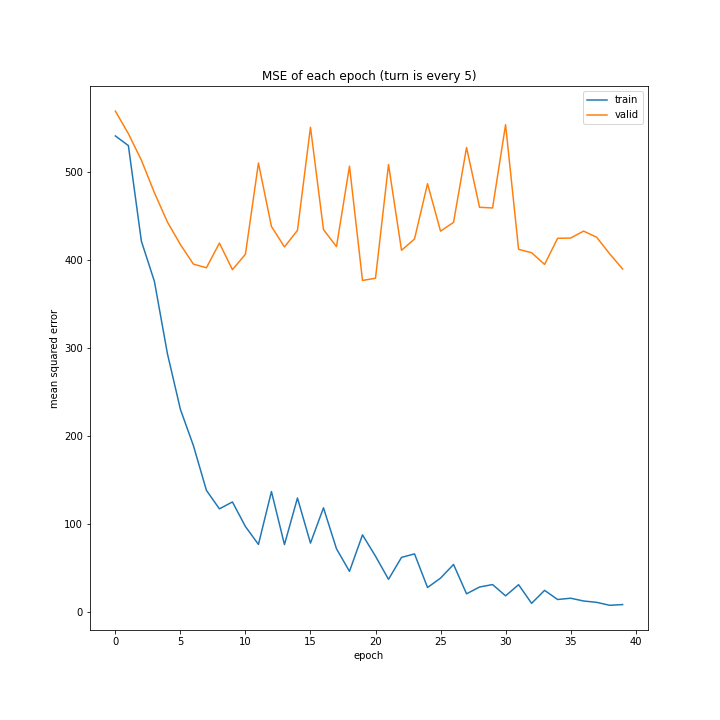 MSE of each epoch (turn is every 5)
train
valid
500
400
300
200
100
0
mean squared error
0 5 10 15 20 25 30 35 40
epoch